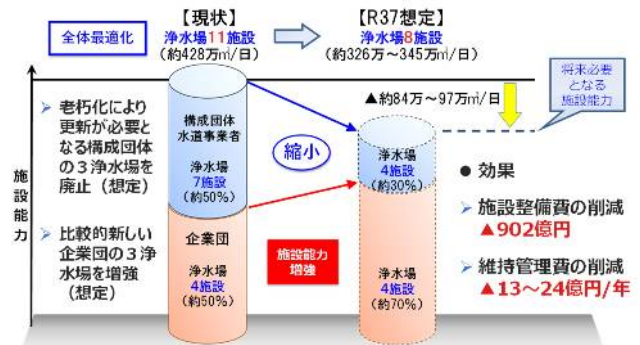 全体最適化
【現状】
浄水場11施設
(約428万㎥/日)
【R37想定】
浄水場8施設
(約326万～345万㎥/日)
将来必要
となる
施設能力
▲約84万～97万㎥/日
施設能力
老朽化により
更新が必要と
なる構成団体
の３浄水場を
廃止（想定）
比較的新しい
企業団の３浄
水場を増強
（想定）
構成団体
水道事業者
浄水場
7施設
(約50%)
企業団
浄水場
4施設
(約50%)
縮小
施設能力
増強
浄水場
4施設
(約30%)
浄水場
4施設
(約70%)
● 効果
施設整備費の削減
▲902億円
維持管理費の削減
▲13～24億円/年